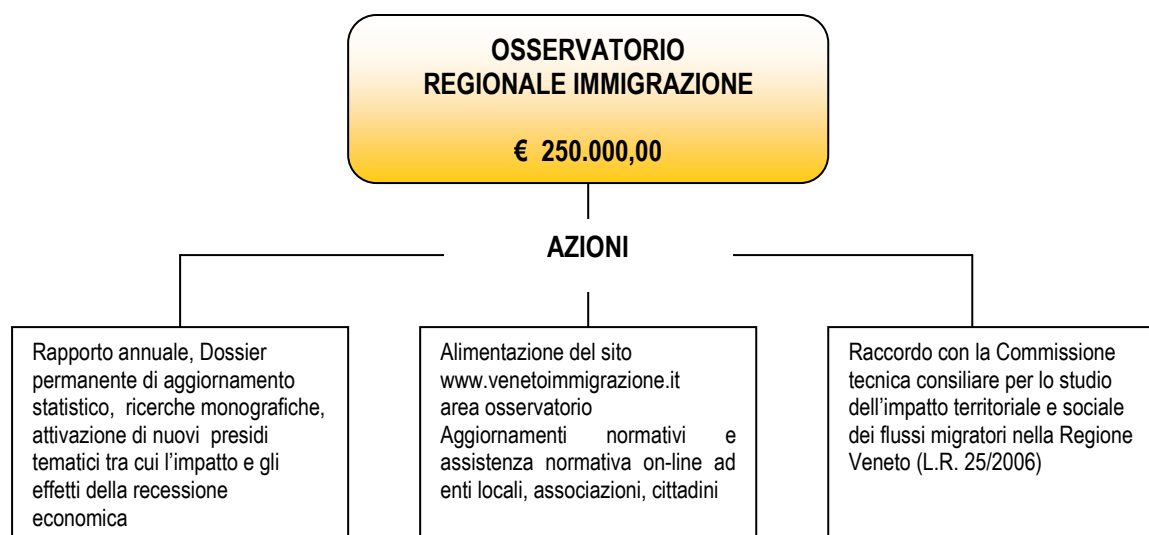 OSSERVATORIO
REGIONALE IMMIGRAZIONE
€ 250.000,00
AZIONI
Rapporto annuale, Dossier
permanente di aggiornamento
statistico, ricerche monografiche,
attivazione di nuovi presidi
tematici tra cui l'impatto e gli
effetti della recessione
economica
Alimentazione del sito
www.venetoimmigrazione.it
area osservatorio
Aggiornamenti normativi e
assistenza normativa on-line ad
enti locali, associazioni, cittadini
Raccordo con la Commissione
tecnica consiliare per lo studio
dell'impatto territoriale e sociale
dei flussi migratori nella Regione
Veneto (L.R. 25/2006)